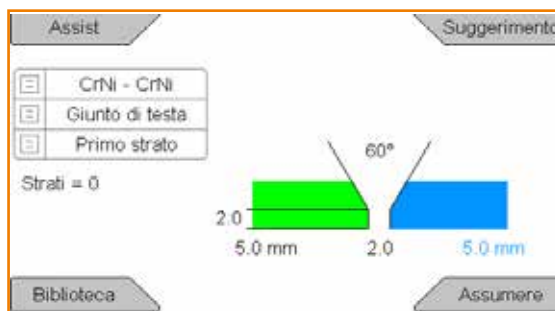 Assist
Suggerimento
CrNi - CrNi
Giunto di testa
Primo strato
Strati = 0
60°
2.0
5.0 mm 2.0 5.0 mm
Biblioteca
Assumere